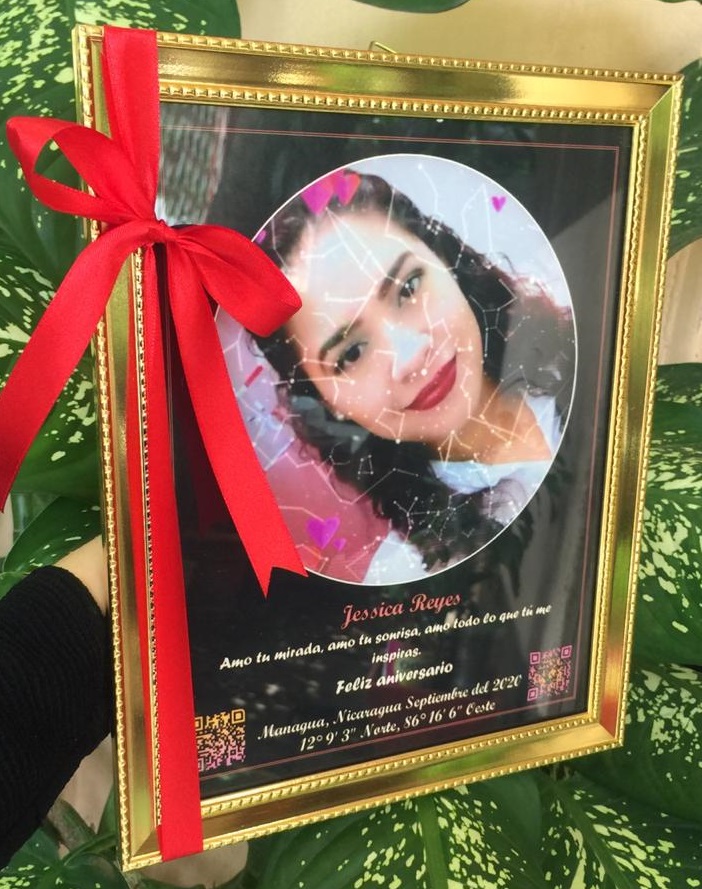 Jessica Reyes
Amo tu mirada, amo tu sonrisa, amo todo lo que tú me
inspiras.
Feliz aniversario
Managua, Nicaragua Septiembre del 2020
12° 9' 3" Norte, 86° 16' 6" Oeste